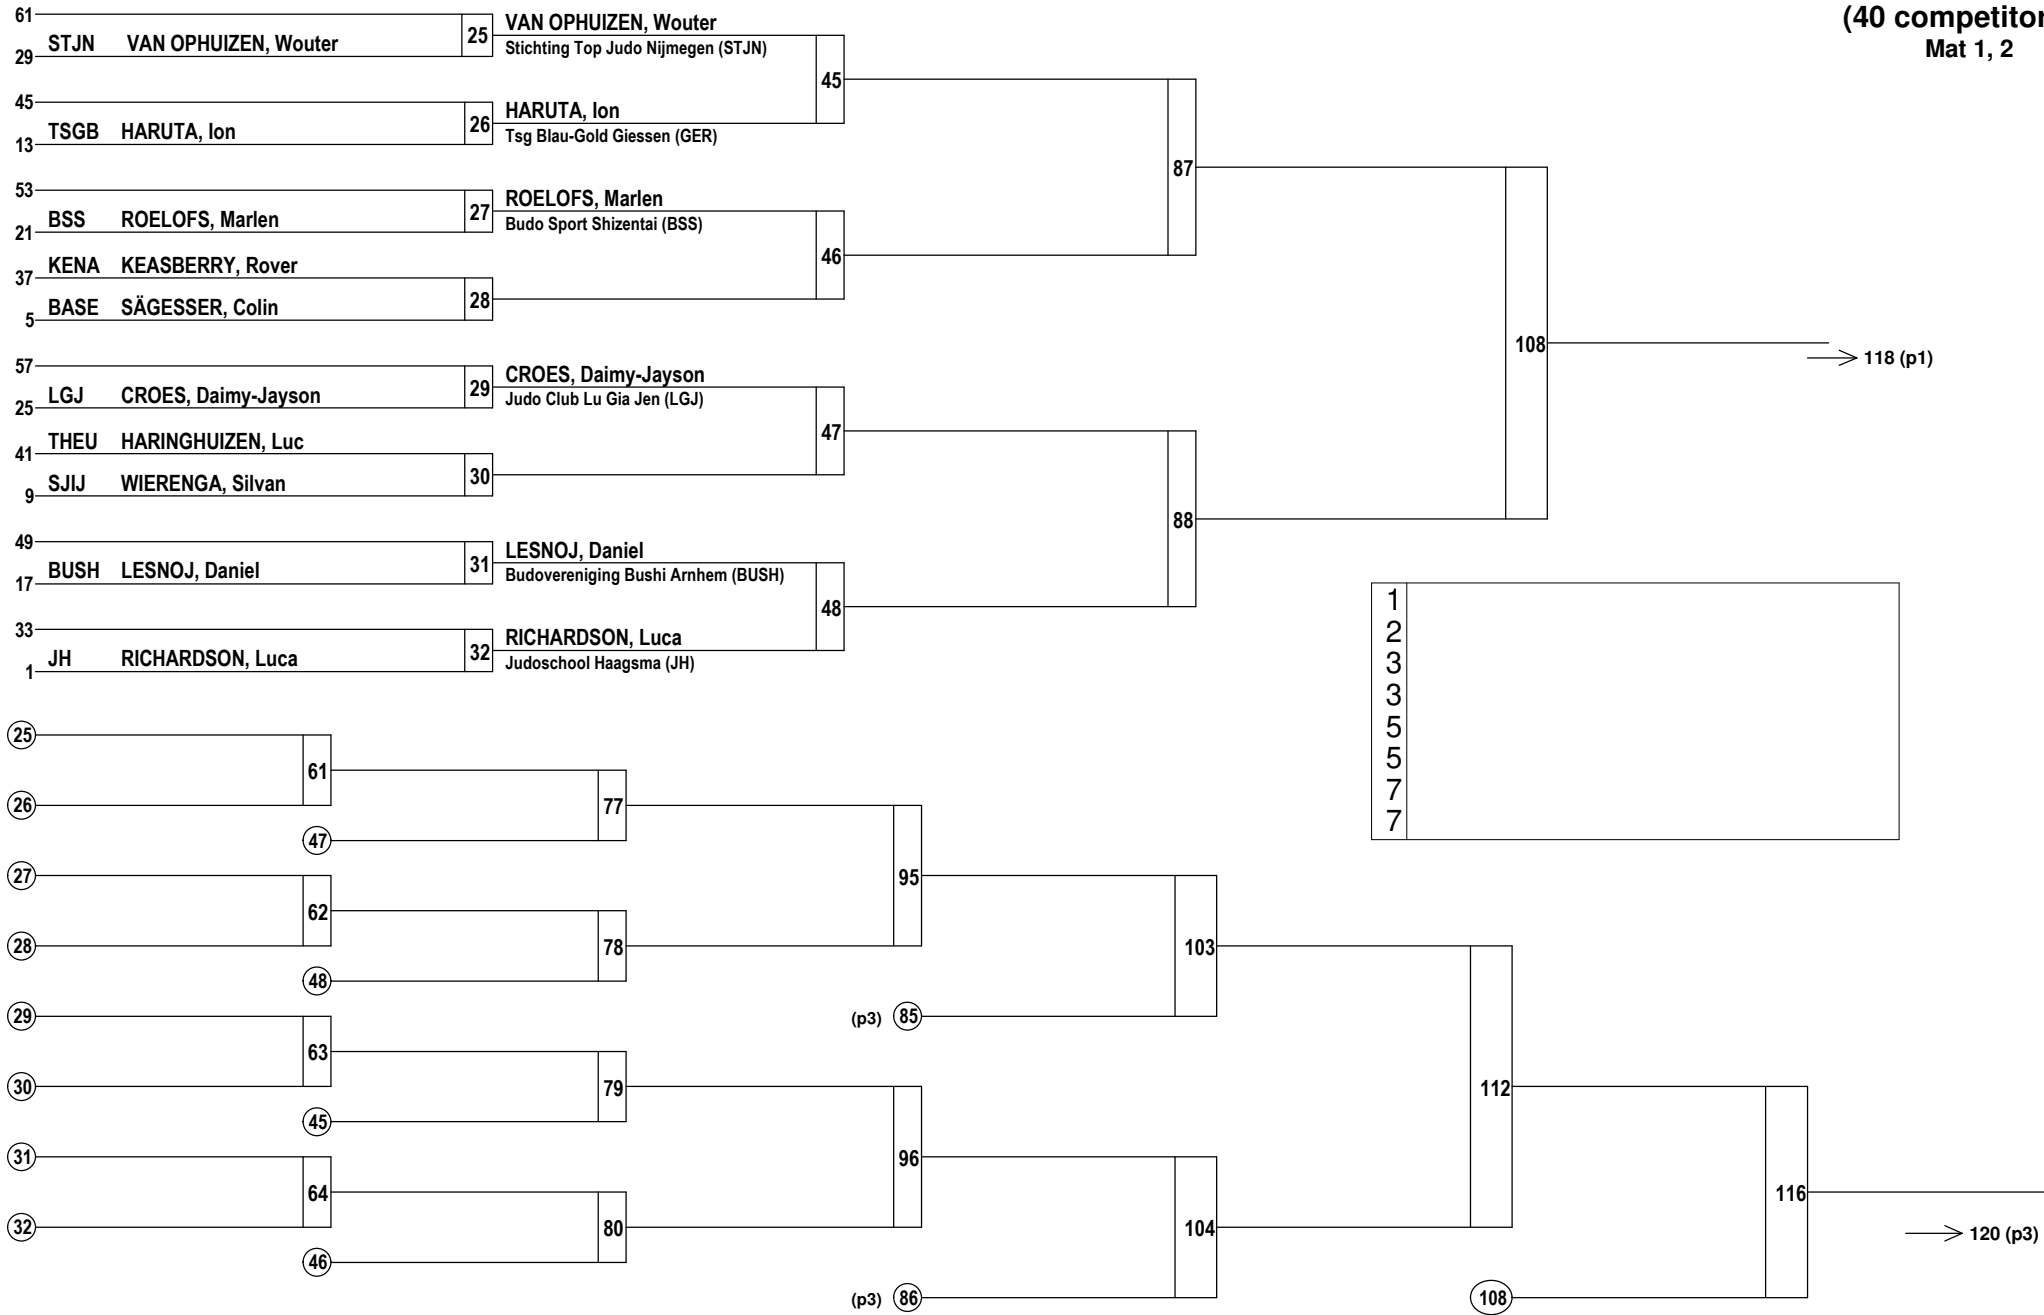 (40 competitor
Mat 1, 2
61
STJN VAN OPHUIZEN, Wouter
29
25
VAN OPHUIZEN, Wouter
Stichting Top Judo Nijmegen (STJN)
45
45
TSGB HARUTA, Ion
13
26
HARUTA, Ion
Tsg Blau-Gold Giessen (GER)
87
53
BSS ROELOFS, Marlen
21
27
ROELOFS, Marlen
Budo Sport Shizentai (BSS)
46
KENA KEASBERRY, Rover
37
BASE SÄGESSER, Colin
5
28
108
118 (p1)
57
LGJ CROES, Daimy-Jayson
25
29
CROES, Daimy-Jayson
Judo Club Lu Gia Jen (LGJ)
47
THEU HARINGHUIZEN, Luc
41
SJIJ WIERENGA, Silvan
9
30
88
49
BUSH LESNOJ, Daniel
17
31
LESNOJ, Daniel
Budovereniging Bushi Arnhem (BUSH)
48
33
JH RICHARDSON, Luca
1
32
RICHARDSON, Luca
Judoschool Haagsma (JH)
1
2
3
3
5
5
7
7
25
61
26
77
47
27
95
62
28
78
103
48
29
(p3) 85
63
30
79
112
45
31
96
64
32
80
104
116
46
120 (p3)
(p3) 86
108